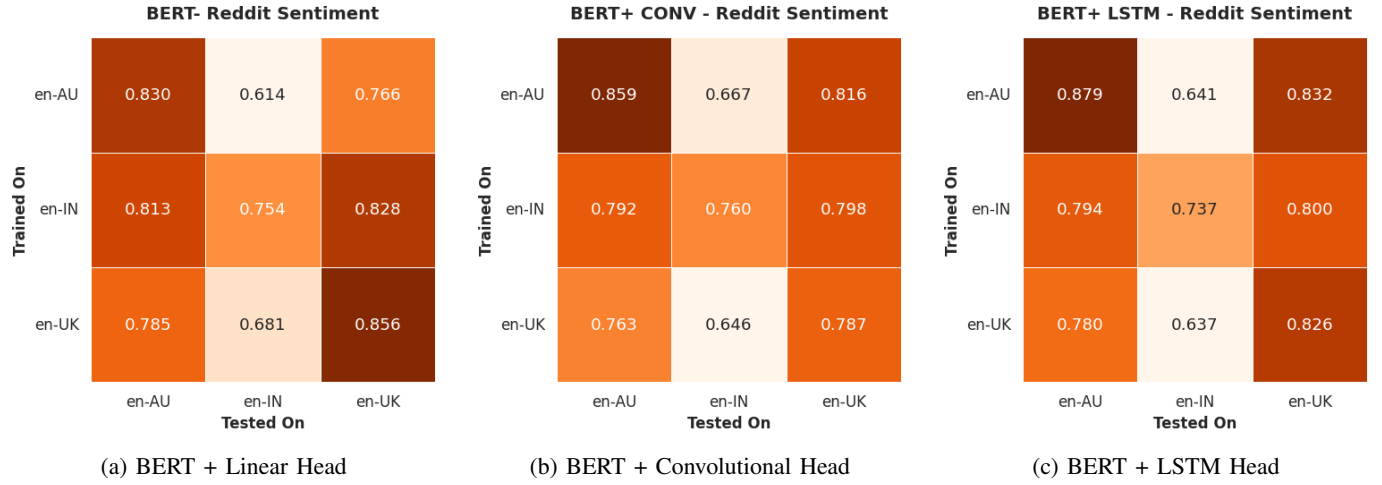 BERT- Reddit Sentiment
en-AU
en-IN
en-UK
Trained On
0.830 0.614 0.766
0.813 0.754 0.828
0.785 0.681 0.856
en-AU en-IN en-UK
Tested On
(a) BERT + Linear Head
BERT+ CONV - Reddit Sentiment
en-AU
en-IN
en-UK
Trained On
0.859 0.667 0.816
0.792 0.760 0.798
0.763 0.646 0.787
en-AU en-IN en-UK
Tested On
(b) BERT + Convolutional Head
BERT+ LSTM - Reddit Sentiment
en-AU
en-IN
en-UK
Trained On
0.879 0.641 0.832
0.794 0.737 0.800
0.780 0.637 0.826
en-AU en-IN en-UK
Tested On
(c) BERT + LSTM Head